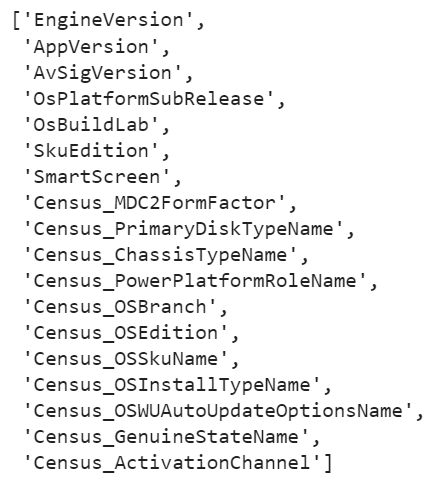 ['EngineVersion',
'AppVersion',
'AvSigVersion',
'OsPlatformSubRelease',
'OsBuildLab',
'SkuEdition',
'SmartScreen',
'Census_MDC2FormFactor',
'Census_PrimaryDiskTypeName',
'Census_ChassisTypeName',
'Census_PowerPlatformRoleName',
'Census_OSBranch',
'Census_OSEdition',
'Census_OSSkuName',
'Census_OSInstallTypeName',
'Census_OSWUAutoUpdateOptionsName',
'Census_GenuineStateName',
'Census_ActivationChannel']